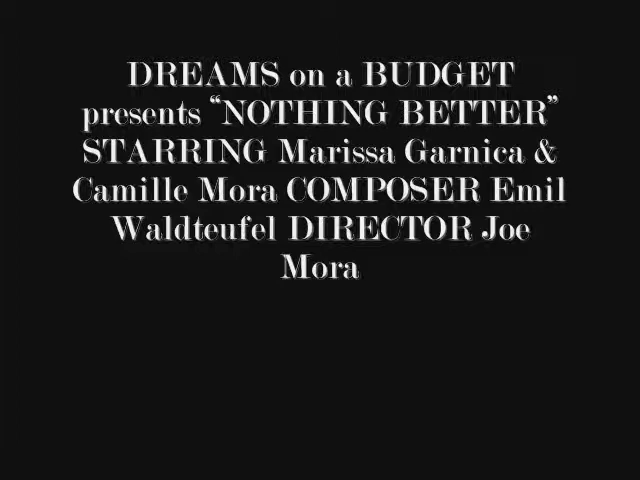 DREAMS on a BUDGET
presents “NOTHING BETTER”
STARRING Marissa Garnica &
Camille Mora COMPOSER Emil
Waldteufel DIRECTOR Joe
Mora